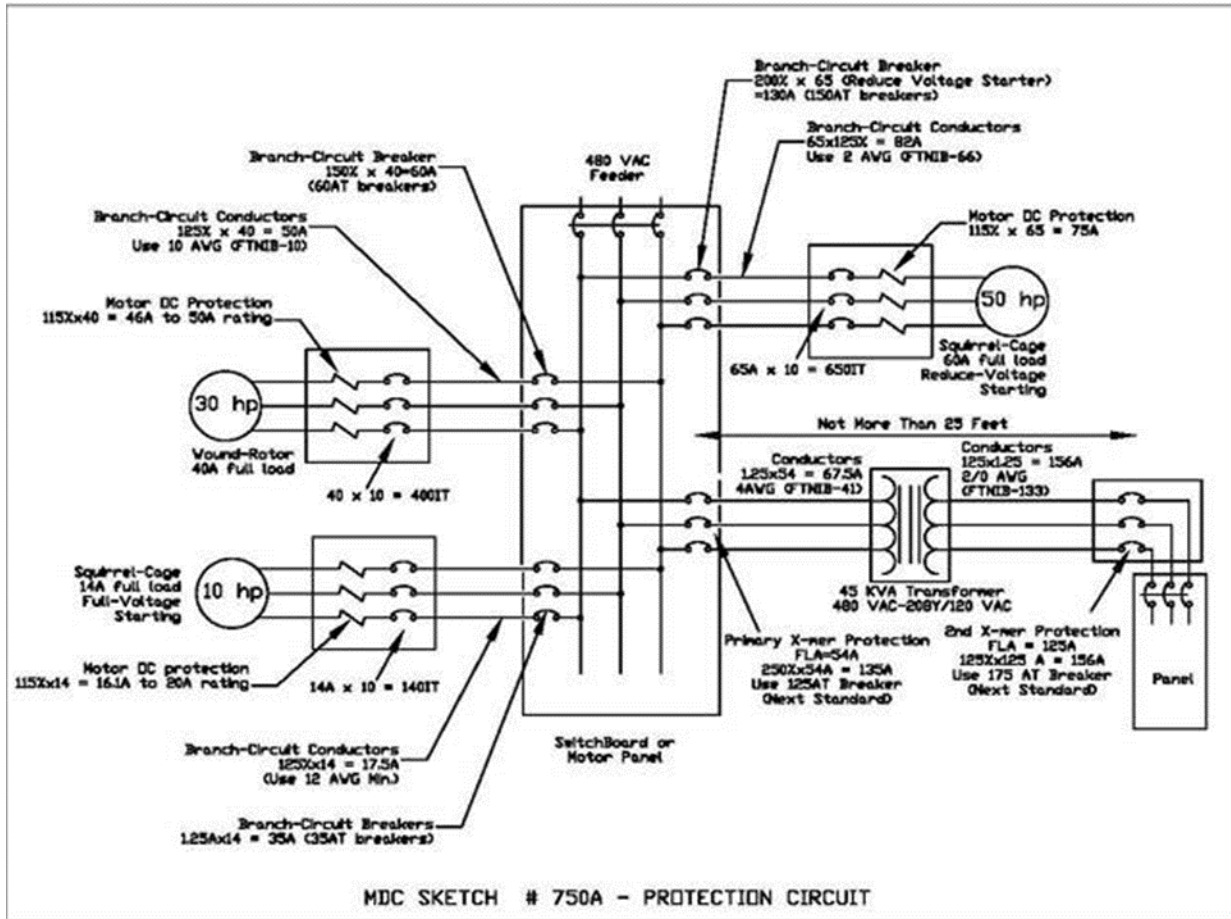 Branch-Circuit Breaker
200% x 65 (Reduce Voltage Starter)
=130A (150AT breakers)
Branch-Circuit Conductors
65x125% = 82A
Use 2 AWG (FTNIB-66)
Branch-Circuit Breaker
150% x 40=60A
(60AT breakers)
480 VAC
Feeder
Branch-Circuit Conductors
125% x 40 = 50A
Use 10 AWG (FTNIB-10)
Motor OC Protection
115% x 65 = 75A
Motor OC Protection
115%x40 = 46A to 50A rating
50 hp
65A x 10 = 650IT
Squirrel-Cage
60A full load
Reduce-Voltage
Starting
30 hp
Wound-Rotor
40A full load
40 x 10 = 400IT
Not More Than 25 Feet
Conductors
1.25x54 = 67.5A
4AWG (FTNIB-41)
Conductors
125x1.25 = 156A
2/0 AWG
(FTNIB-133)
Squirrel-Cage
14A full load
Full-Voltage
Starting
10 hp
45 KVA Transformer
480 VAC-208Y/120 VAC
Motor OC protection
115%x14 = 16.1A to 20A rating
14A x 10 = 140IT
Primary X-mer Protection
FLA=54A
250%x54A = 135A
Use 125AT Breaker
(Next Standard)
2nd X-mer Protection
FLA = 125A
125%x125 A = 156A
Use 175 AT Breaker
(Next Standard)
Panel
SwitchBoard or
Motor Panel
Branch-Circuit Conductors
125%x14 = 17.5A
(Use 12 AWG Min.)
Branch-Circuit Breakers
1.25Ax14 = 35A (35AT breakers)
MDC SKETCH # 750A - PROTECTION CIRCUIT